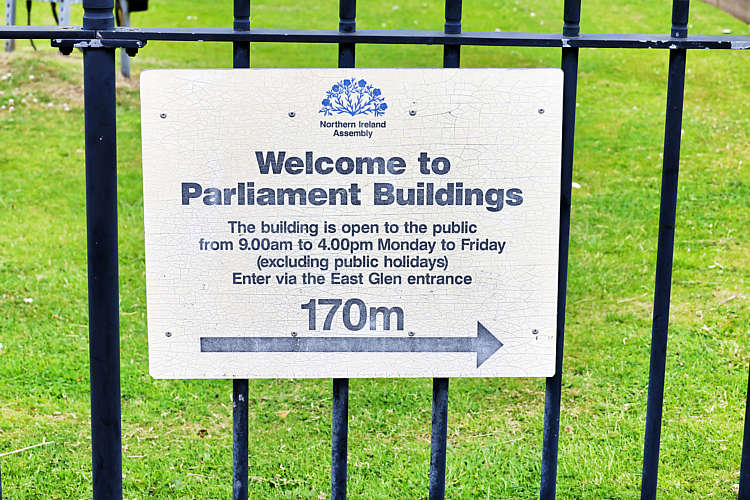 Northern Ireland
Assembly
Welcome to
Parliament Buildings
The building is open to the public
from 9.00am to 4.00pm Monday to Friday
(excluding public holidays)
Enter via the East Glen entrance
170m